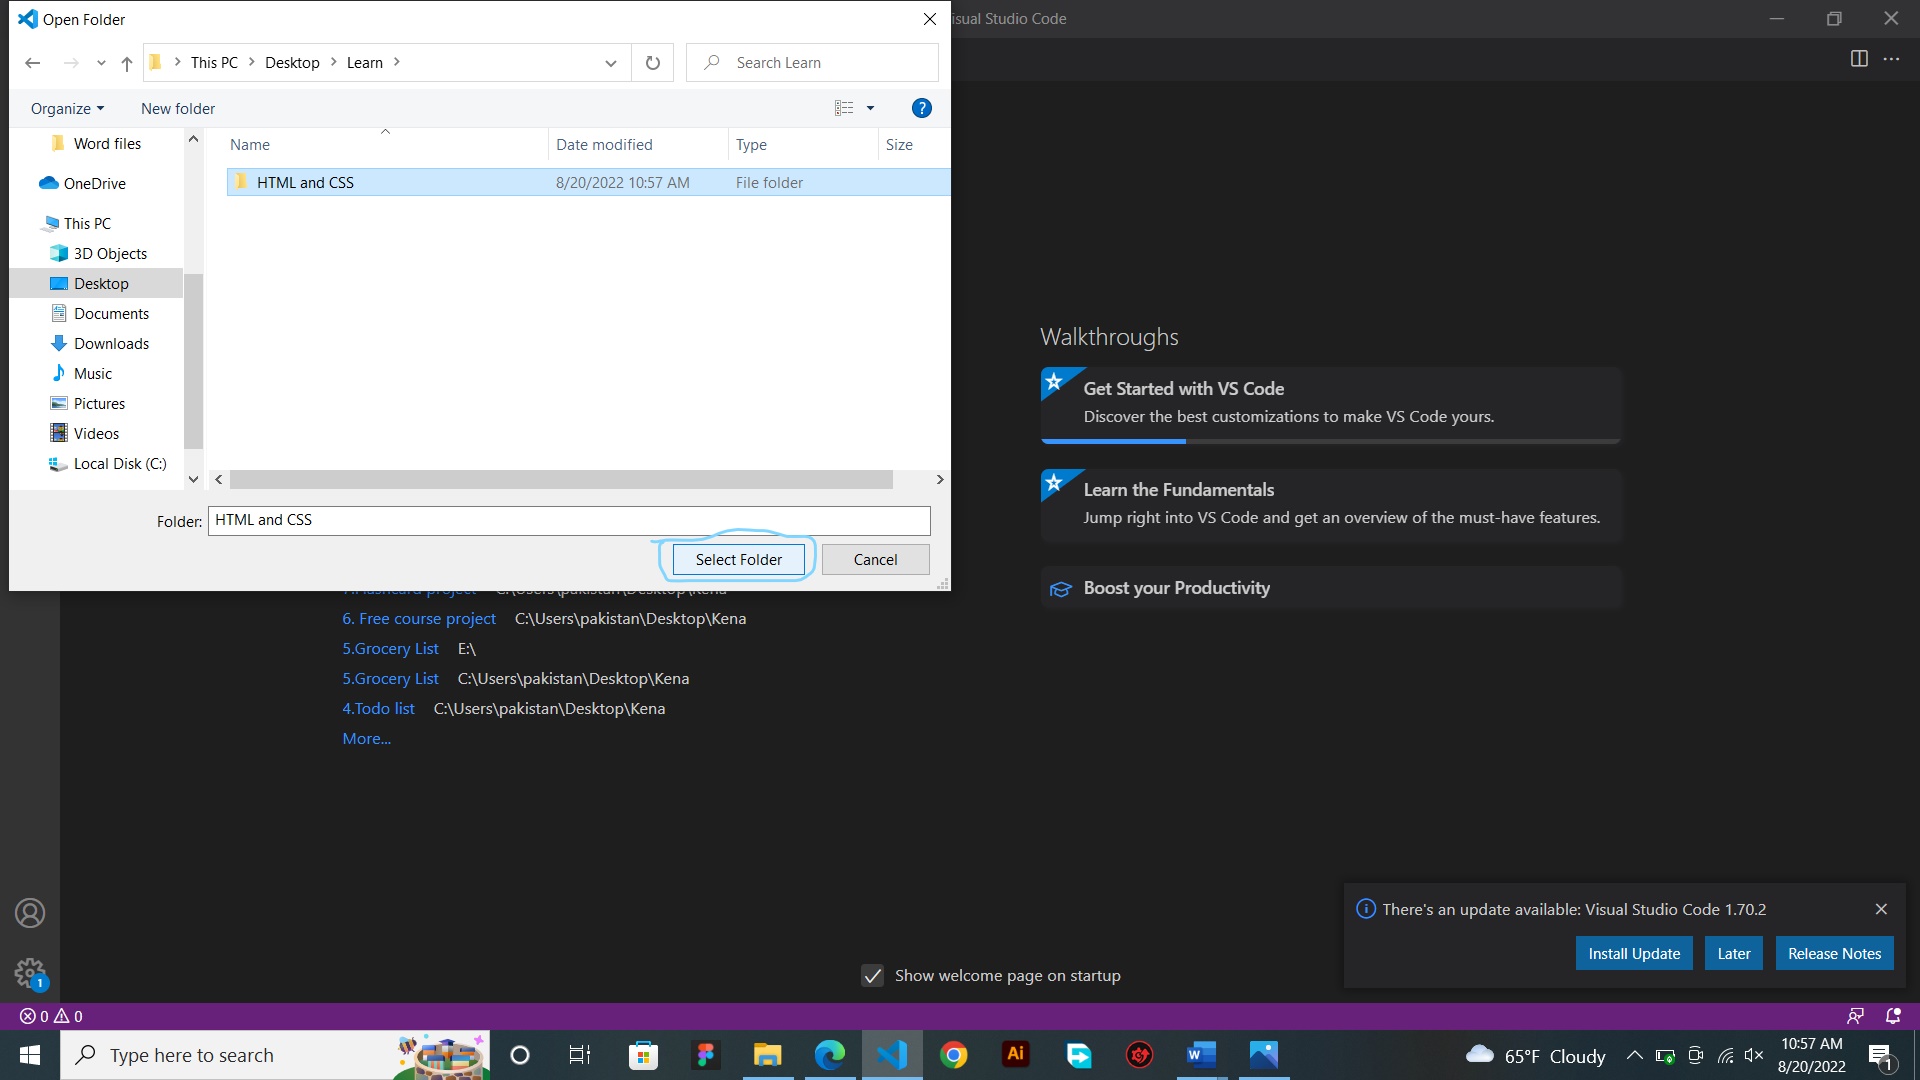 Open Folder
isual Studio Code
This PC
Desktop
Learn
Search Learn
Organize
New folder
?
Name
Date modified
Type
Size
HTML and CSS
8/20/2022 10:57 AM
File folder
Word files
OneDrive
This PC
3D Objects
Desktop
Documents
Downloads
Music
Pictures
Videos
Local Disk (C:)
Folder:
HTML and CSS
Select Folder
Cancel
6. Free course project C:\Users\pakistan\Desktop\Kena
5.Grocery List E:\
5.Grocery List C:\Users\pakistan\Desktop\Kena
4.Todo list C:\Users\pakistan\Desktop\Kena
More...
Walkthroughs
Get Started with VS Code
Discover the best customizations to make VS Code yours.
Learn the Fundamentals
Jump right into VS Code and get an overview of the must-have features.
Boost your Productivity
There's an update available: Visual Studio Code 1.70.2
Install Update
Later
Release Notes
Show welcome page on startup
1
0
0
Type here to search
Ai
W
65°F Cloudy
10:57 AM
8/20/2022
1